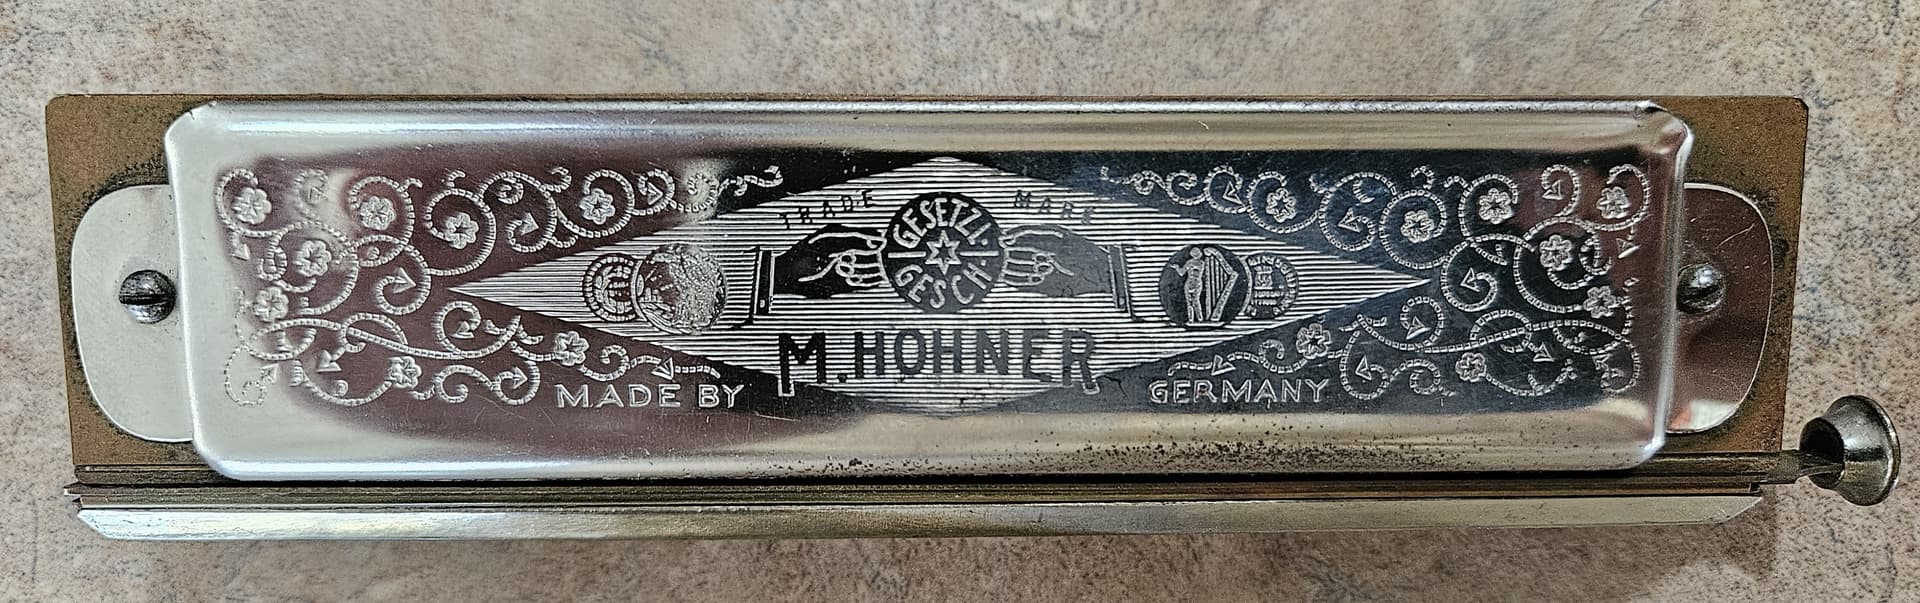 TRADE MARK
GESETZL.
GESCH
M. HOHNER
MADE BY GERMANY